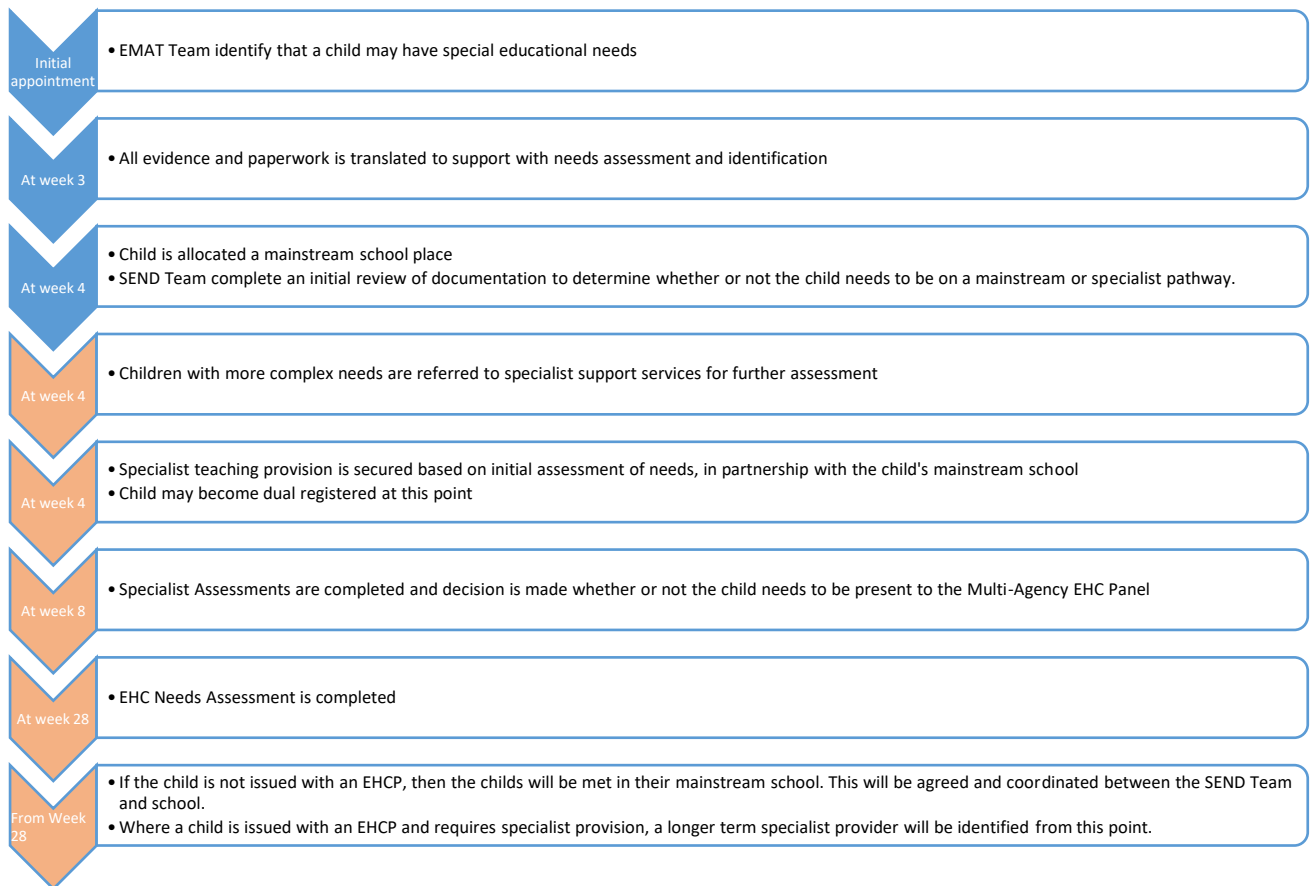 Initial
appointment
• EMAT Team identify that a child may have special educational needs
At week 3
• All evidence and paperwork is translated to support with needs assessment and identification
At week 4
• Child is allocated a mainstream school place
• SEND Team complete an initial review of documentation to determine whether or not the child needs to be on a mainstream or specialist pathway.
At week 4
• Children with more complex needs are referred to specialist support services for further assessment
At week 4
• Specialist teaching provision is secured based on initial assessment of needs, in partnership with the child's mainstream school
• Child may become dual registered at this point
At week 8
• Specialist Assessments are completed and decision is made whether or not the child needs to be present to the Multi-Agency EHC Panel
At week 28
• EHC Needs Assessment is completed
From Week
28
• If the child is not issued with an EHCP, then the childs will be met in their mainstream school. This will be agreed and coordinated between the SEND Team
and school.
• Where a child is issued with an EHCP and requires specialist provision, a longer term specialist provider will be identified from this point.